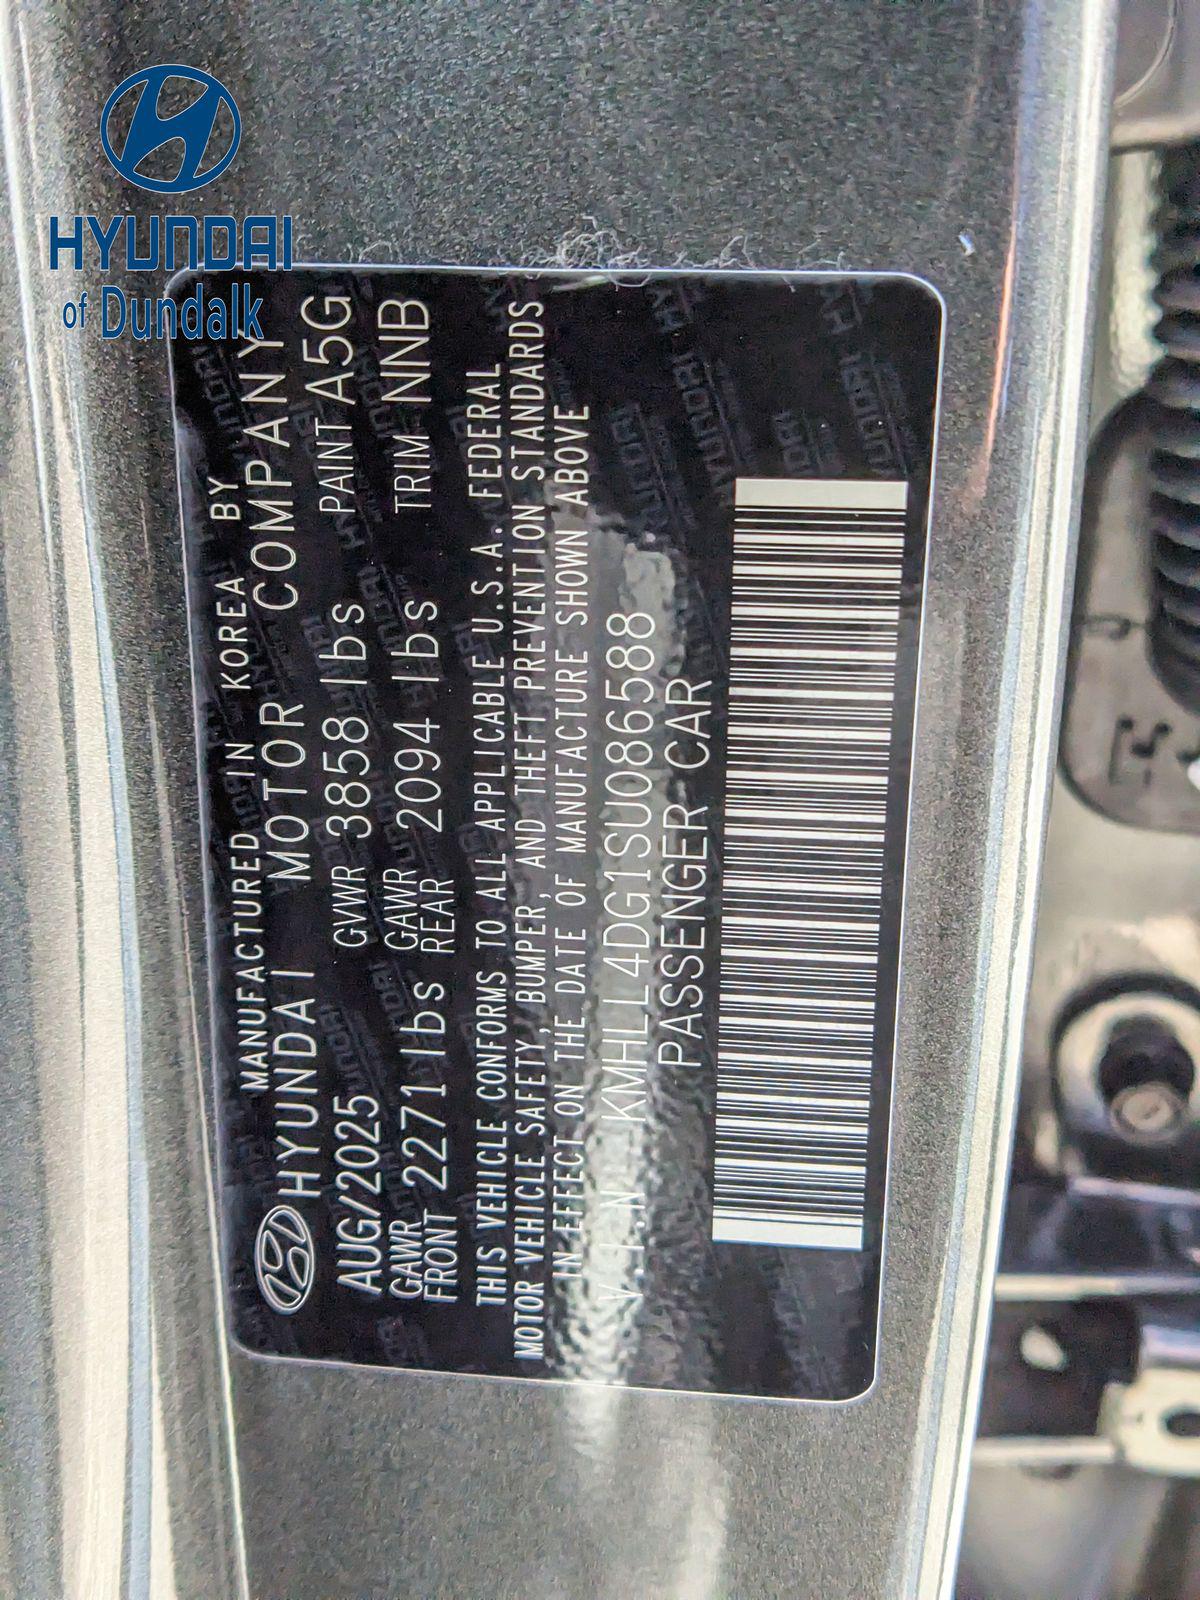 HYUNDAI
of Dundalk
MANUFACTURED IN KOREA BY
HYUNDAI MOTOR COMPANY
AUG/2025 GVWR 3858 lbs PAINT A5G
GAWR FRONT 2271 lbs GAWR REAR 2094 lbs TRIM NNB
THIS VEHICLE CONFORMS TO ALL APPLICABLE U.S.A. FEDERAL
MOTOR VEHICLE SAFETY, BUMPER, AND THEFT PREVENTION STANDARDS
IN EFFECT ON THE DATE OF MANUFACTURE SHOWN ABOVE
V.I.N KMHLL4DG1SU086588
PASSENGER CAR